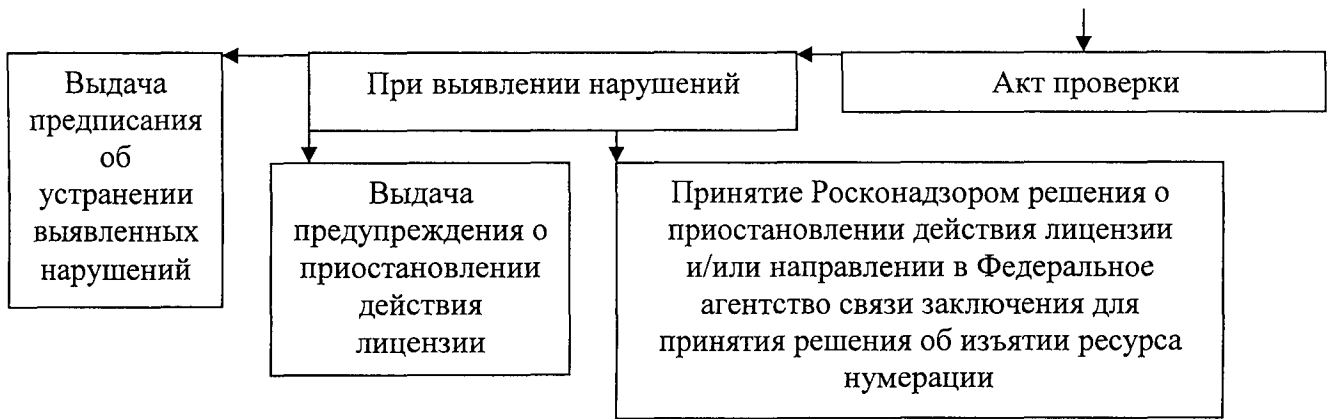 Акт проверки
При выявлении нарушений
Выдача
предписания
об
устранении
выявленных
нарушений
Выдача
предупреждения о
приостановлении
действия
лицензии
Принятие Росконадзором решения о
приостановлении действия лицензии
и/или направлении в Федеральное
агентство связи заключения для
принятия решения об изъятии ресурса
нумерации